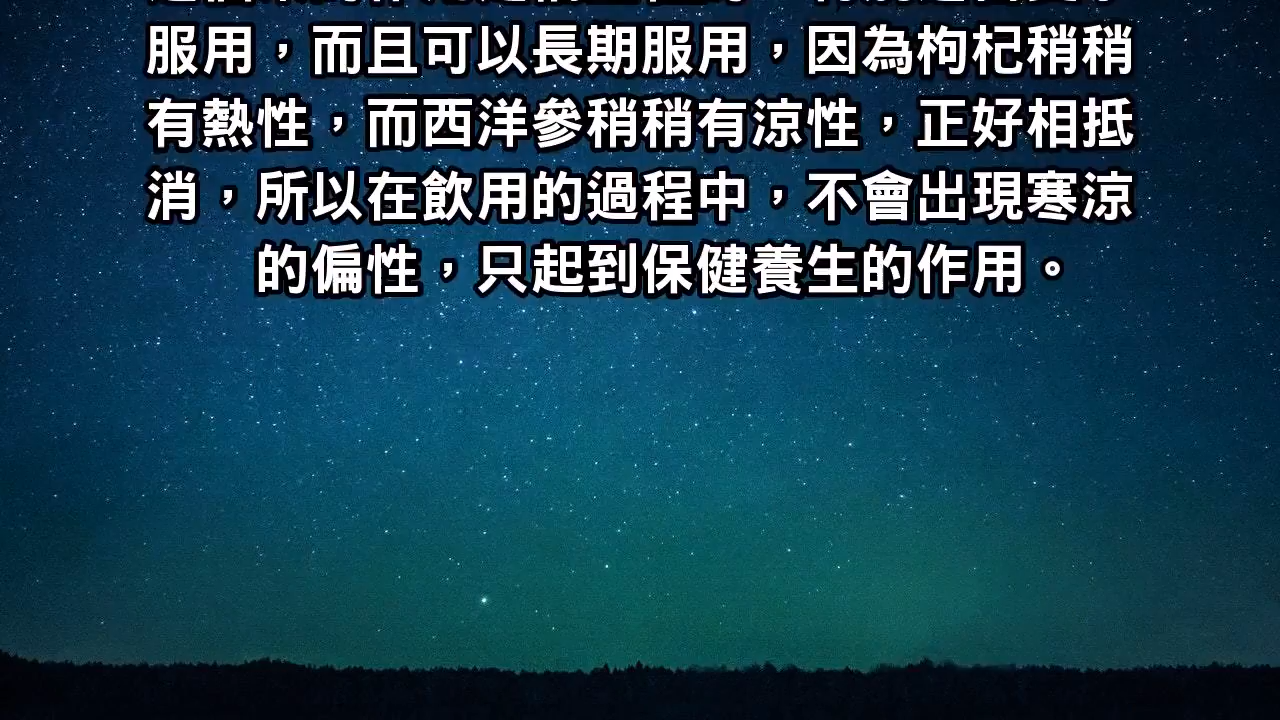 服用，而且可以長期服用，因為枸杞稍稍
有熱性，而西洋參稍稍有涼性，正好相抵
消，所以在飲用的過程中，不會出現寒涼
的偏性，只起到保健養生的作用。